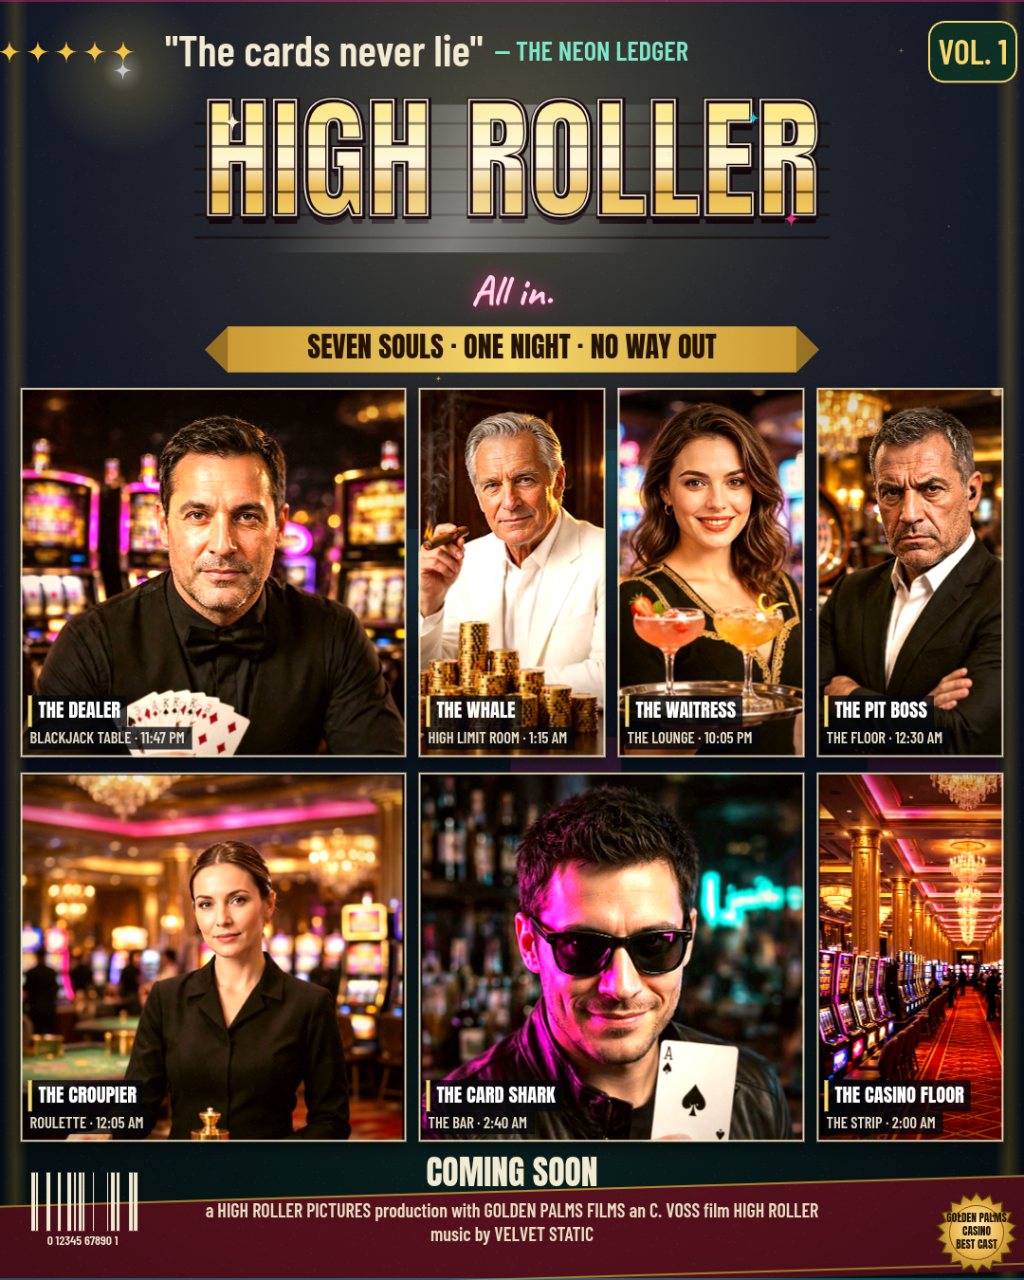 "The cards never lie" – THE NEON LEDGER
VOL. 1
HIGH ROLLER
All in.
SEVEN SOULS · ONE NIGHT · NO WAY OUT
THE DEALER
BLACKJACK TABLE · 11:47 PM
THE WHALE
HIGH LIMIT ROOM · 1:15 AM
THE WAITRESS
THE LOUNGE · 10:05 PM
THE PIT BOSS
THE FLOOR · 12:30 AM
THE CROUPIER
ROULETTE · 12:05 AM
A
THE CARD SHARK
THE BAR · 2:40 AM
THE CASINO FLOOR
THE STRIP · 2:00 AM
COMING SOON
a HIGH ROLLER PICTURES production with GOLDEN PALMS FILMS an C. VOSS film HIGH ROLLER
music by VELVET STATIC
0 12345 67890 1
GOLDEN PALMS
CASINO
BEST CAST